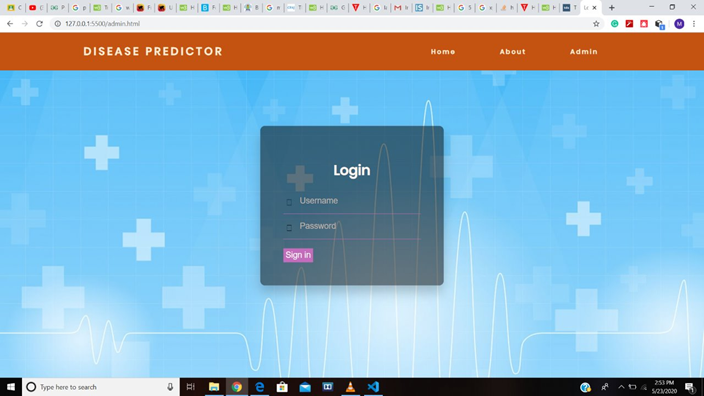 127.0.0.1:5500/admin.html
DISEASE PREDICTOR
Home About Admin
Login
Username
Password
Sign in
Type here to search
2:53 PM
5/23/2020